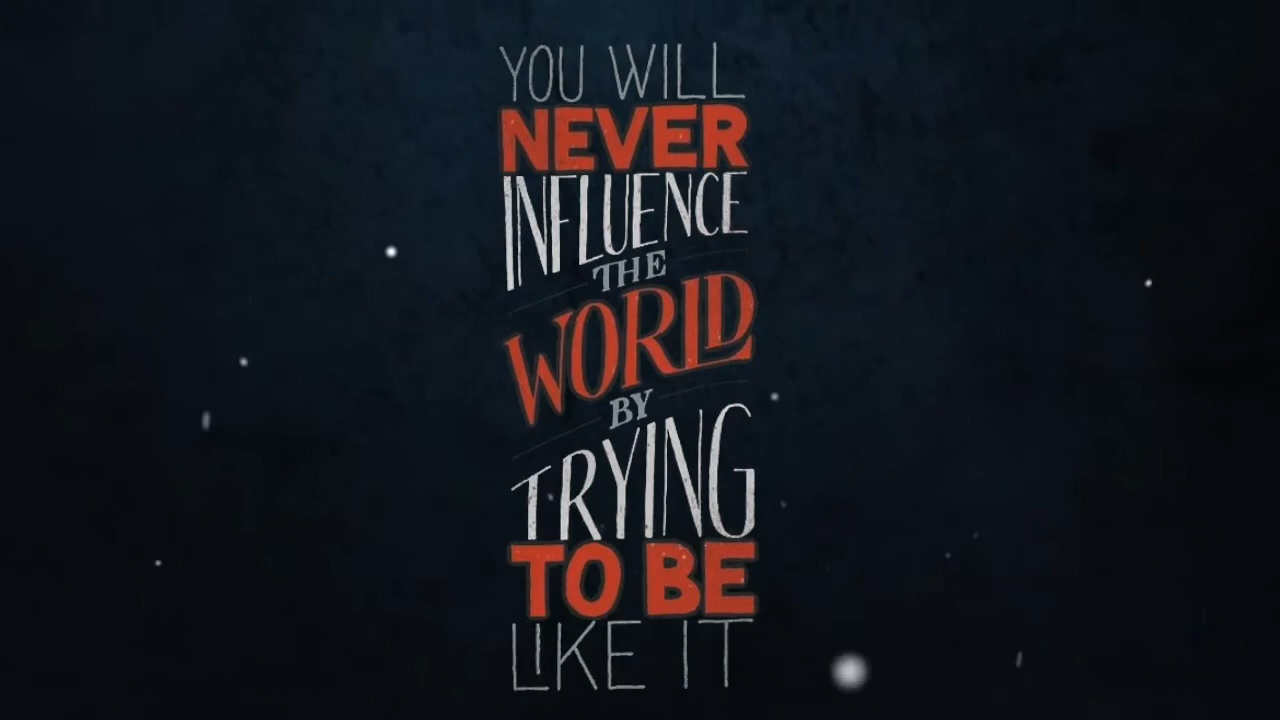 YOU WILL
NEVER
INFLUENCE
THE
WORLD
BY
TRYING
TO BE
LIKE IT